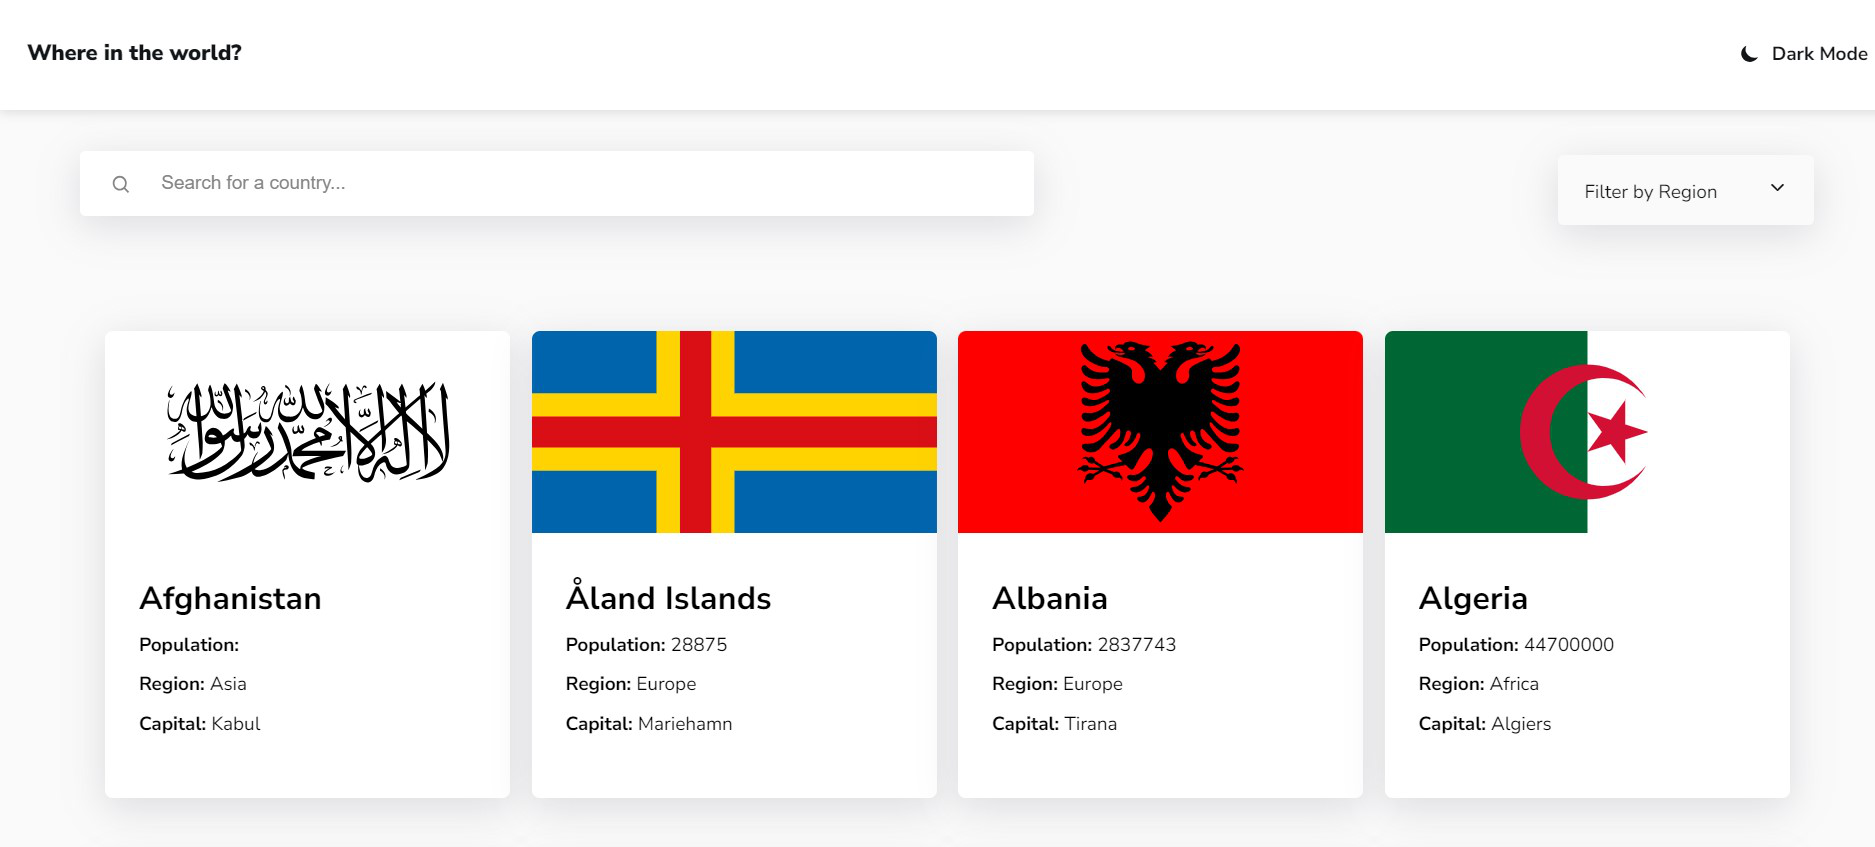 Where in the world?
Dark Mode
Search for a country...
Filter by Region
لا إله إلا الله محمد رسول الله
Afghanistan
Population:
Region: Asia
Capital: Kabul
Åland Islands
Population: 28875
Region: Europe
Capital: Mariehamn
Albania
Population: 2837743
Region: Europe
Capital: Tirana
Algeria
Population: 44700000
Region: Africa
Capital: Algiers